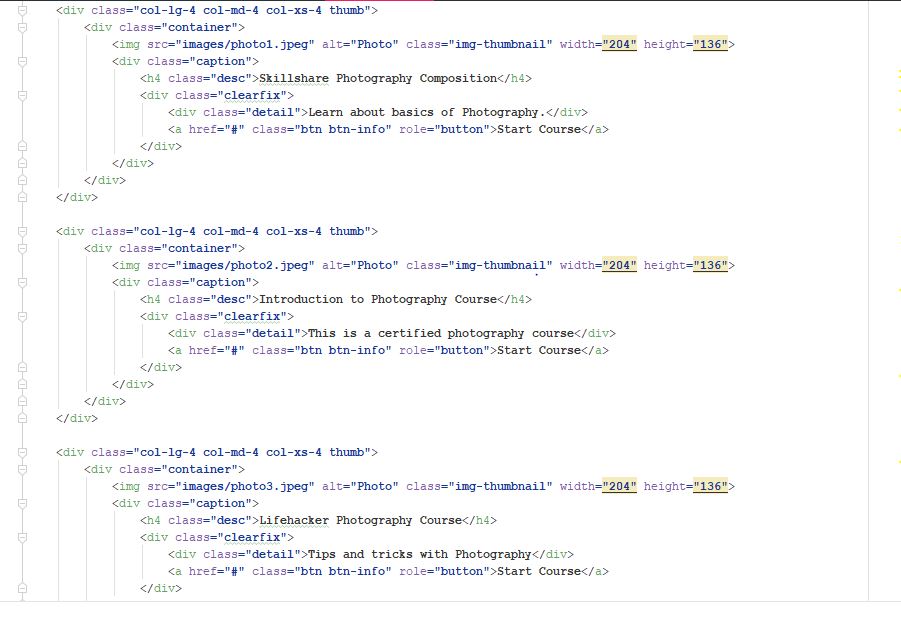 <div class="col-lg-4 col-md-4 col-xs-4 thumb">
<div class="container">
<img src="images/photo1.jpeg" alt="Photo" class="img-thumbnail" width="204" height="136">
<div class="caption">
<h4 class="desc">Skillshare Photography Composition</h4>
<div class="clearfix">
<div class="detail">Learn about basics of Photography.</div>
<a href="#" class="btn btn-info" role="button">Start Course</a>
</div>
</div>
</div>
</div>
<div class="col-lg-4 col-md-4 col-xs-4 thumb">
<div class="container">
<img src="images/photo2.jpeg" alt="Photo" class="img-thumbnail" width="204" height="136">
<div class="caption">
<h4 class="desc">Introduction to Photography Course</h4>
<div class="clearfix">
<div class="detail">This is a certified photography course</div>
<a href="#" class="btn btn-info" role="button">Start Course</a>
</div>
</div>
</div>
</div>
<div class="col-lg-4 col-md-4 col-xs-4 thumb">
<div class="container">
<img src="images/photo3.jpeg" alt="Photo" class="img-thumbnail" width="204" height="136">
<div class="caption">
<h4 class="desc">Lifehacker Photography Course</h4>
<div class="clearfix">
<div class="detail">Tips and tricks with Photography</div>
<a href="#" class="btn btn-info" role="button">Start Course</a>
</div>